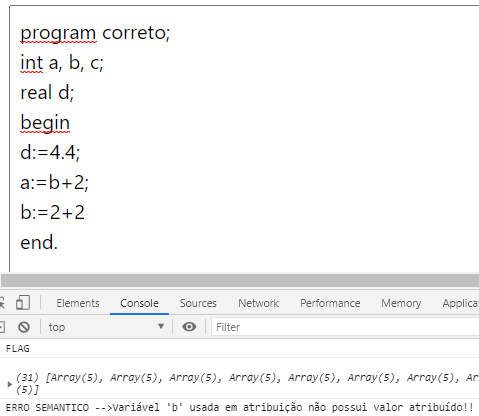 program correto;
int a, b, c;
real d;
begin
d:=4.4;
a:=b+2;
b:=2+2
end.
Elements Console Sources Network Performance Memory
top Filter
FLAG
(31) [Array(5), Array(5), Array(5), Array(5), Array(5), Array(5), Array(5),
(5)]
ERRO SEMANTICO -->Variável 'b' usada em atribuição não possui valor atribuído!!